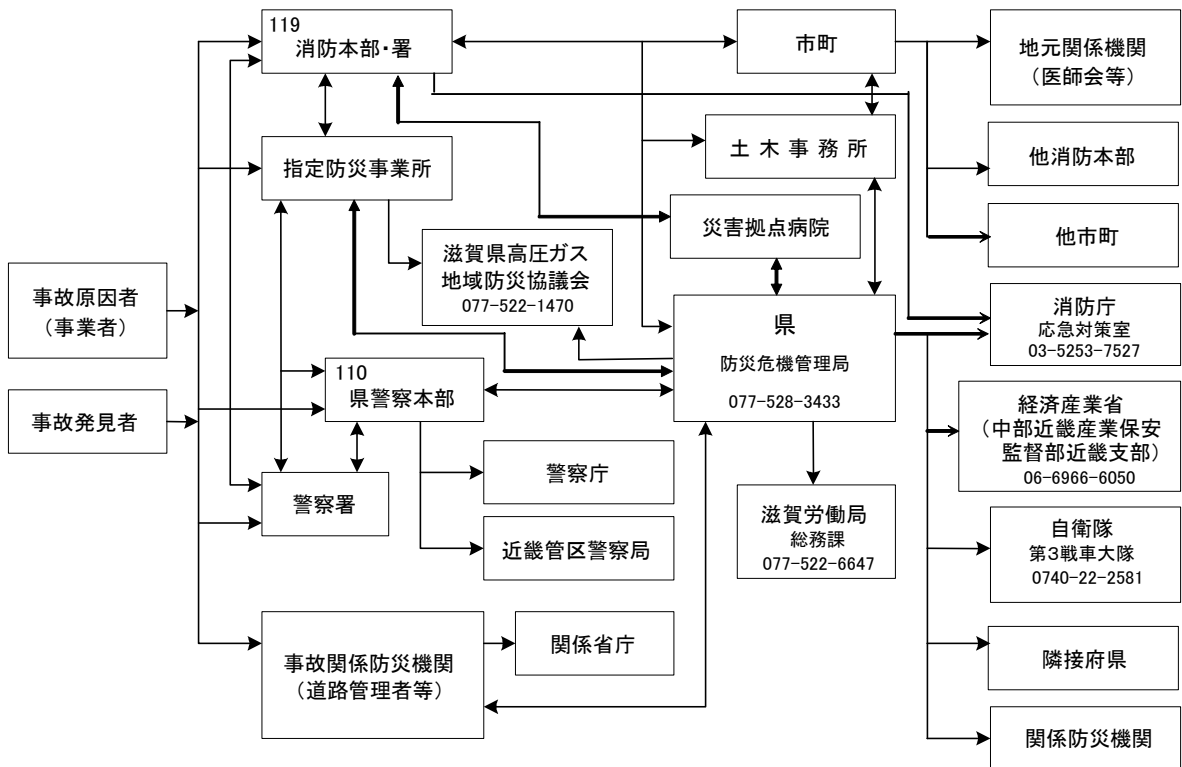 119
消防本部・署
市町
地元関係機関
（医師会等）
土木事務所
指定防災事業所
他消防本部
災害拠点病院
他市町
滋賀県高圧ガス
地域防災協議会
077-522-1470
事故原因者
（事業者）
県
防災危機管理局
077-528-3433
消防庁
応急対策室
03-5253-7527
110
県警察本部
事故発見者
経済産業省
（中部近畿産業保安
監督部近畿支部）
06-6966-6050
警察庁
警察署
滋賀労働局
総務課
077-522-6647
近畿管区警察局
自衛隊
第3戦車大隊
0740-22-2581
事故関係防災機関
（道路管理者等）
関係省庁
隣接府県
関係防災機関